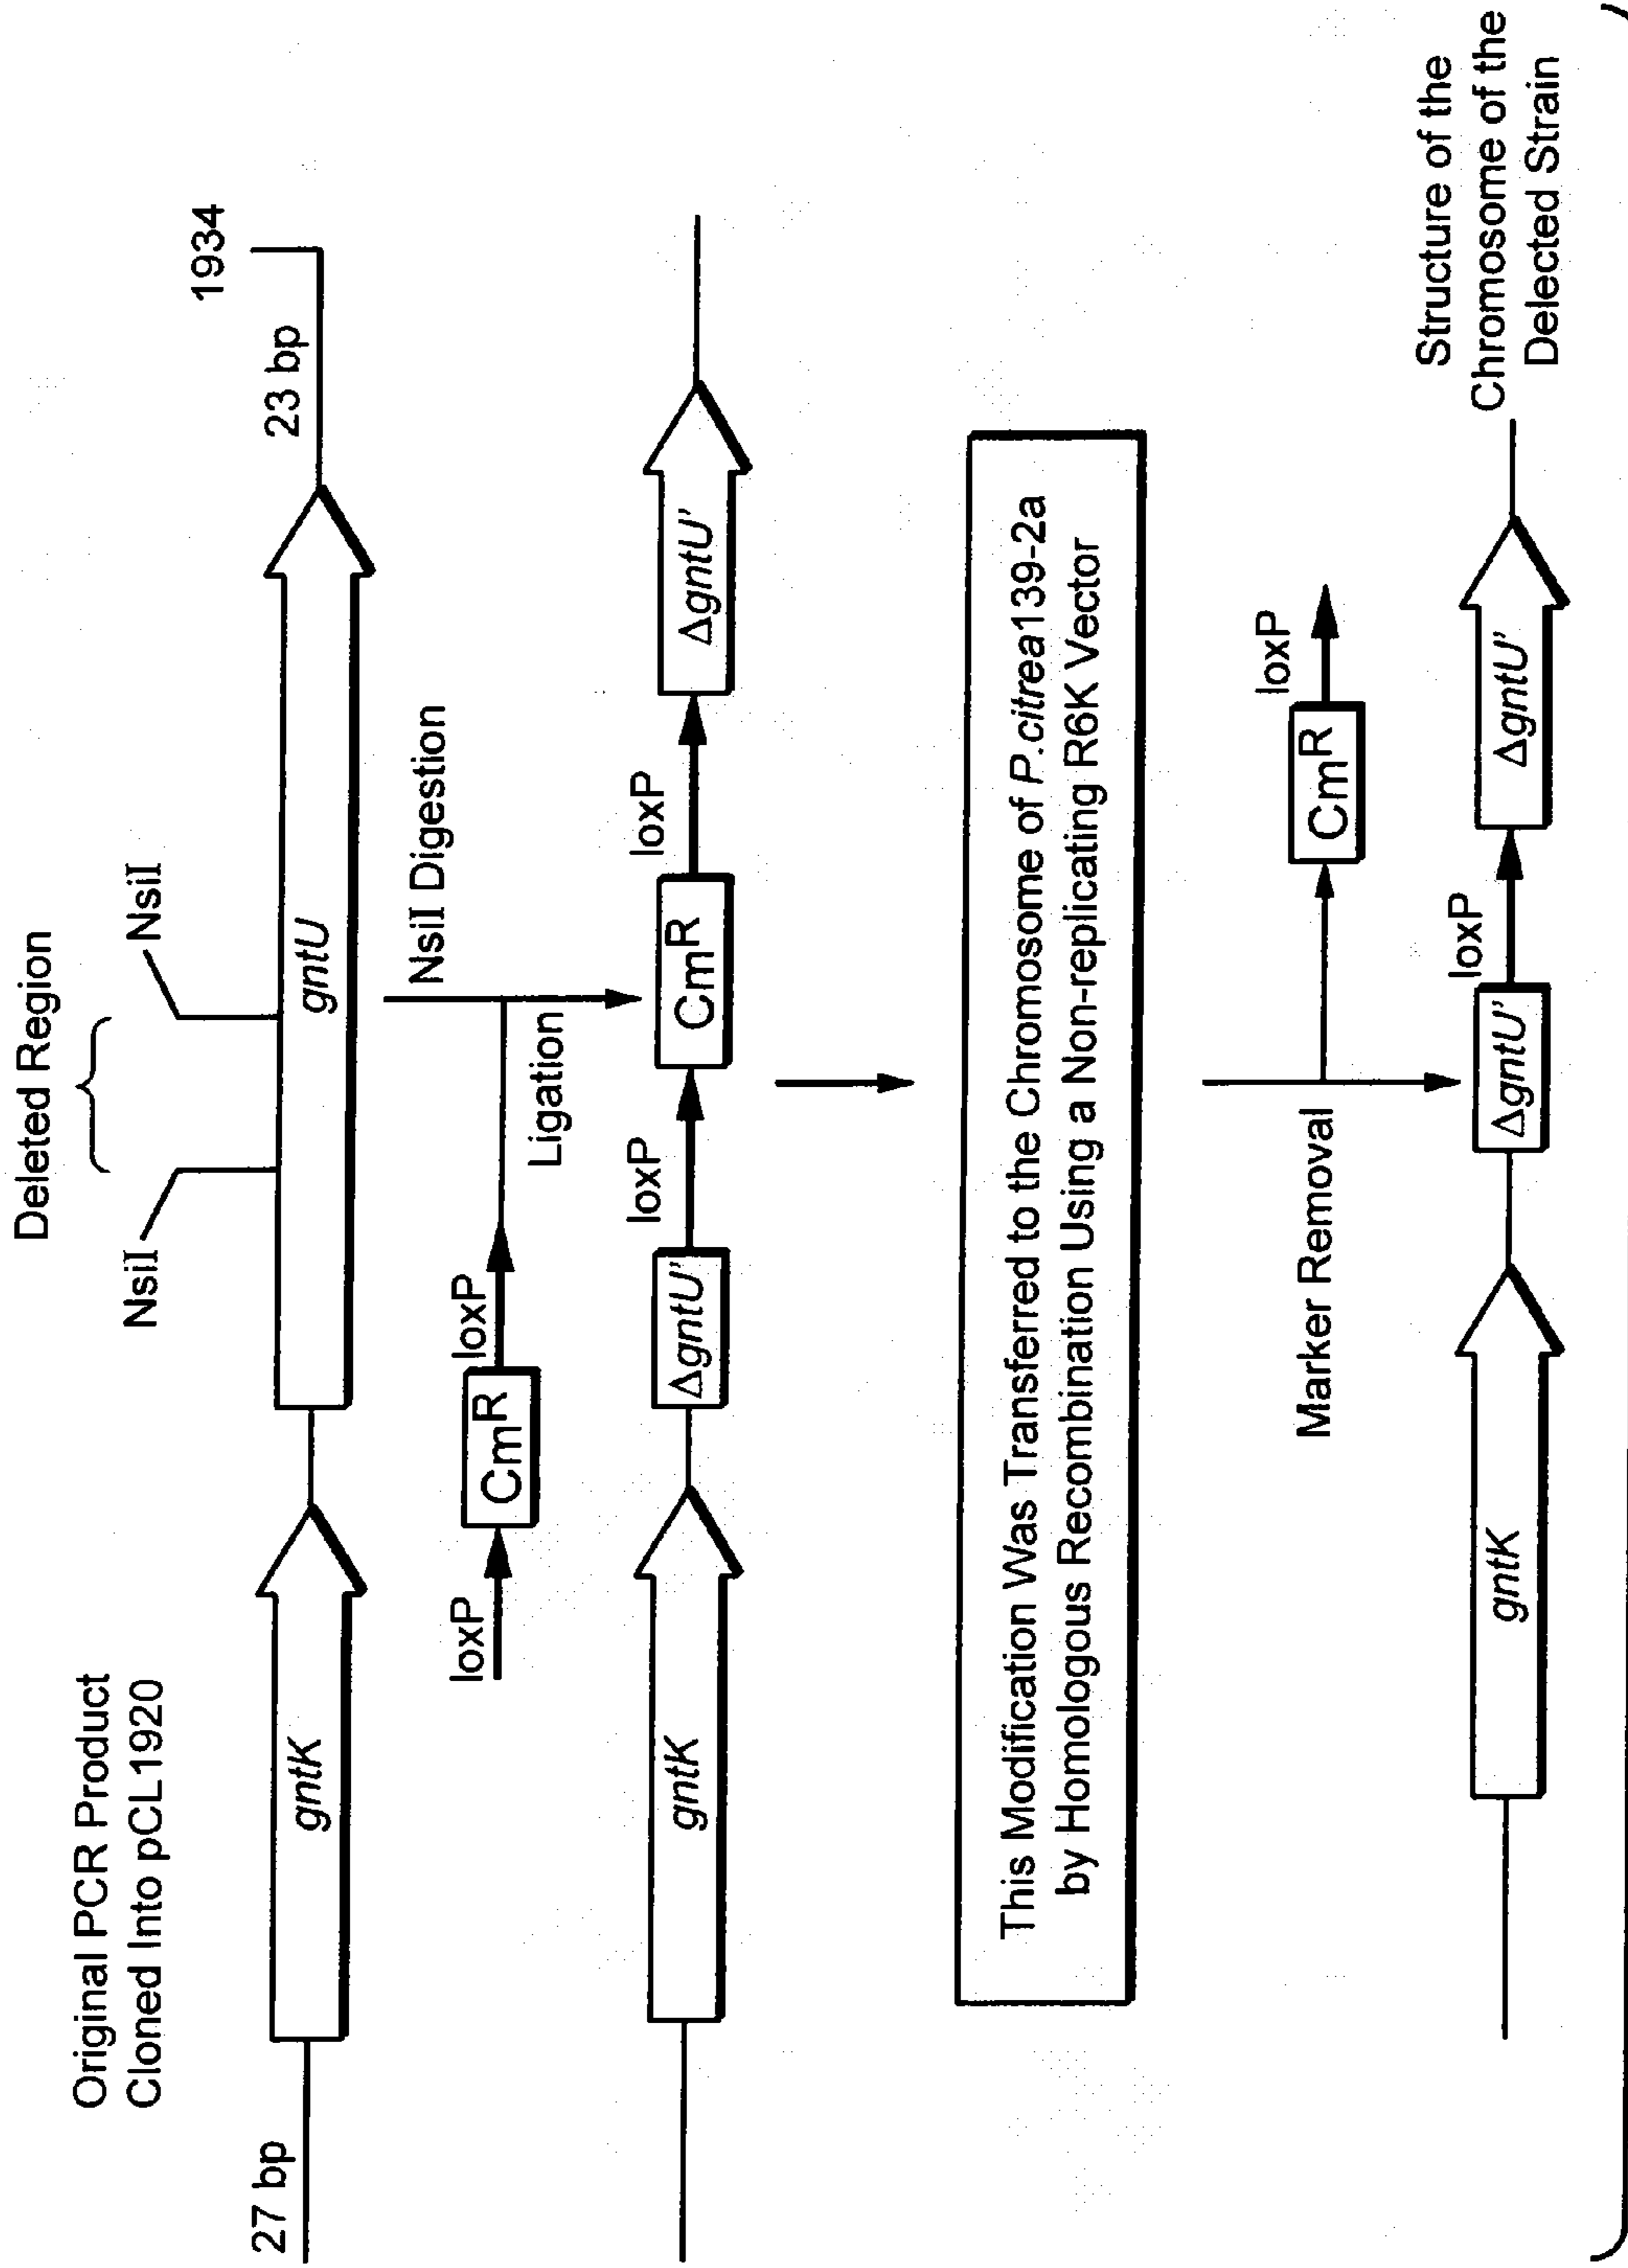 Original PCR Product
Cloned Into pCL1920
Deleted Region
NsiI
NsiI
27 bp
gntK
gntU
23 bp
1934
NsiI Digestion
loxP
CmR
loxP
Ligation
gntK
ΔgntU'
loxP
CmR
loxP
ΔgntU'
This Modification Was Transferred to the Chromosome of P.citrea139-2a
by Homologous Recombination Using a Non-replicating R6K Vector
Marker Removal
CmR
loxP
gntK
ΔgntU'
loxP
ΔgntU'
Structure of the
Chromosome of the
Delected Strain